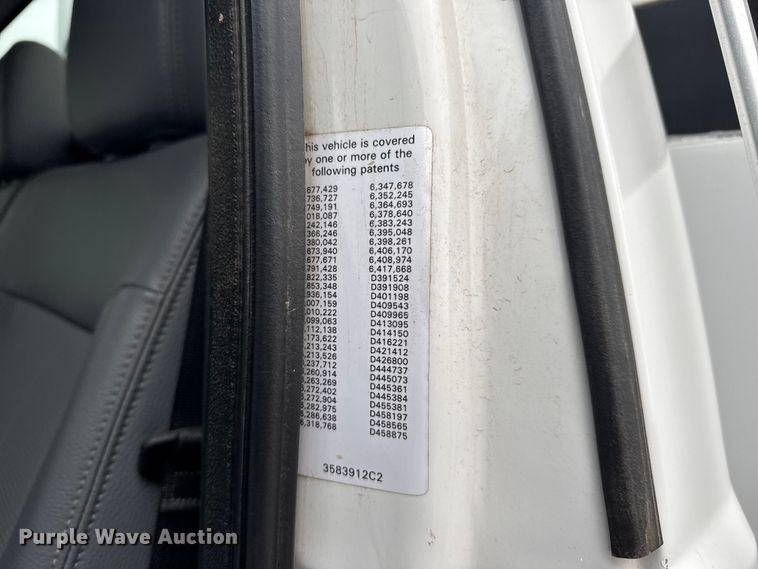 his vehicle is covered
by one or more of the
following patents
677,429 6,347,678
736,727 6,352,245
749,191 6,364,693
018,087 6,378,640
242,146 6,383,243
366,246 6,395,048
380,042 6,398,261
673,940 6,406,170
677,671 6,408,974
791,428 6,417,668
822,335 D391524
853,348 D391908
936,154 D401198
007,159 D409543
010,222 D409965
099,063 D413095
112,138 D414150
173,622 D416221
213,243 D421412
213,526 D426800
237,712 D444737
260,914 D445073
263,269 D445361
272,402 D445384
272,904 D455381
282,975 D458197
286,638 D458565
318,768 D458875
3583912C2
Purple Wave Auction